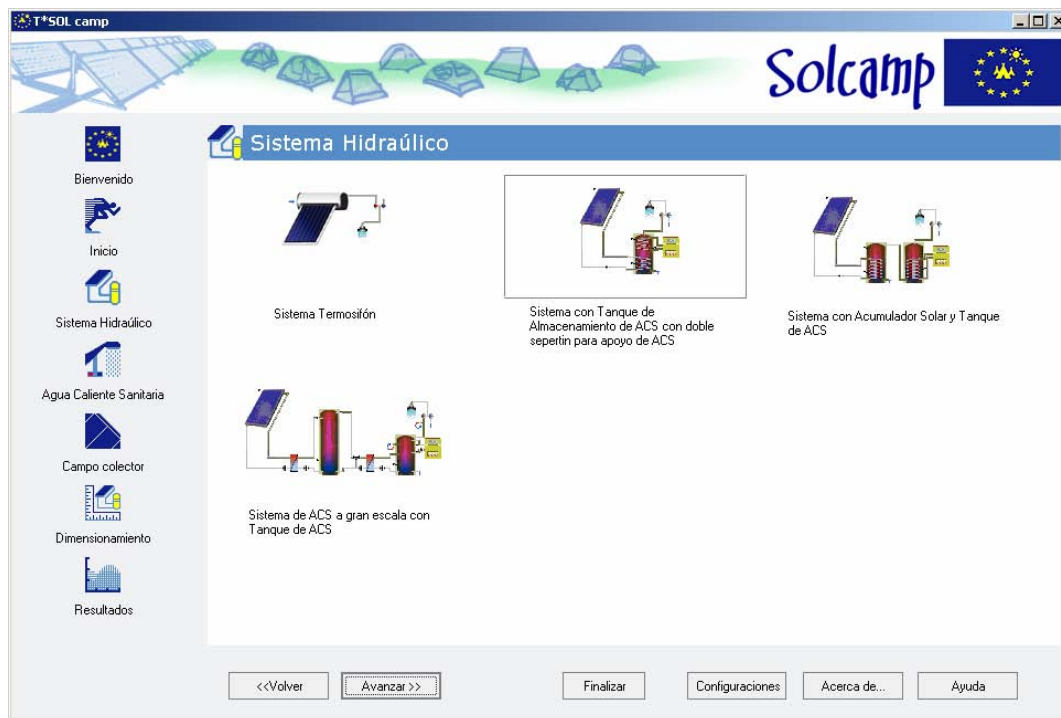 T*SOL camp
Solcamp
Bienvenido
Inicio
Sistema Hidraúlico
Agua Caliente Sanitaria
Campo colector
Dimensionamiento
Resultados
Sistema Hidraúlico
Sistema Termosifón
Sistema con Tanque de
Almacenamiento de ACS con doble
sepertin para apoyo de ACS
Sistema con Acumulador Solar y Tanque
de ACS
Sistema de ACS a gran escala con
Tanque de ACS
<<Volver
Avanzar >>
Finalizar
Configuraciones
Acerca de...
Ayuda